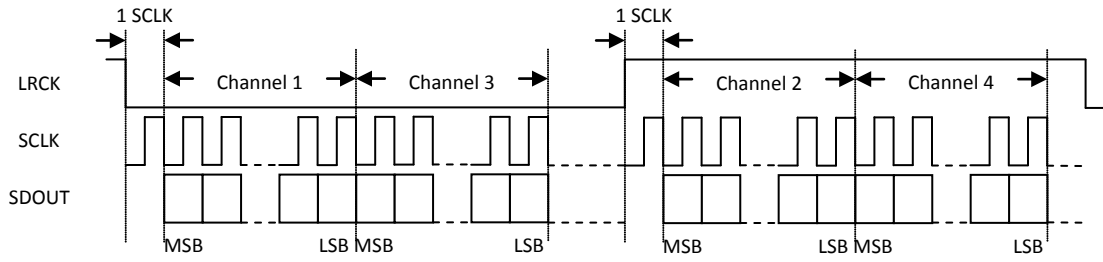 1 SCLK 1 SCLK
LRCK Channel 1 Channel 3 Channel 2 Channel 4
SCLK
SDOUT
MSB LSB MSB LSB MSB LSB MSB LSB